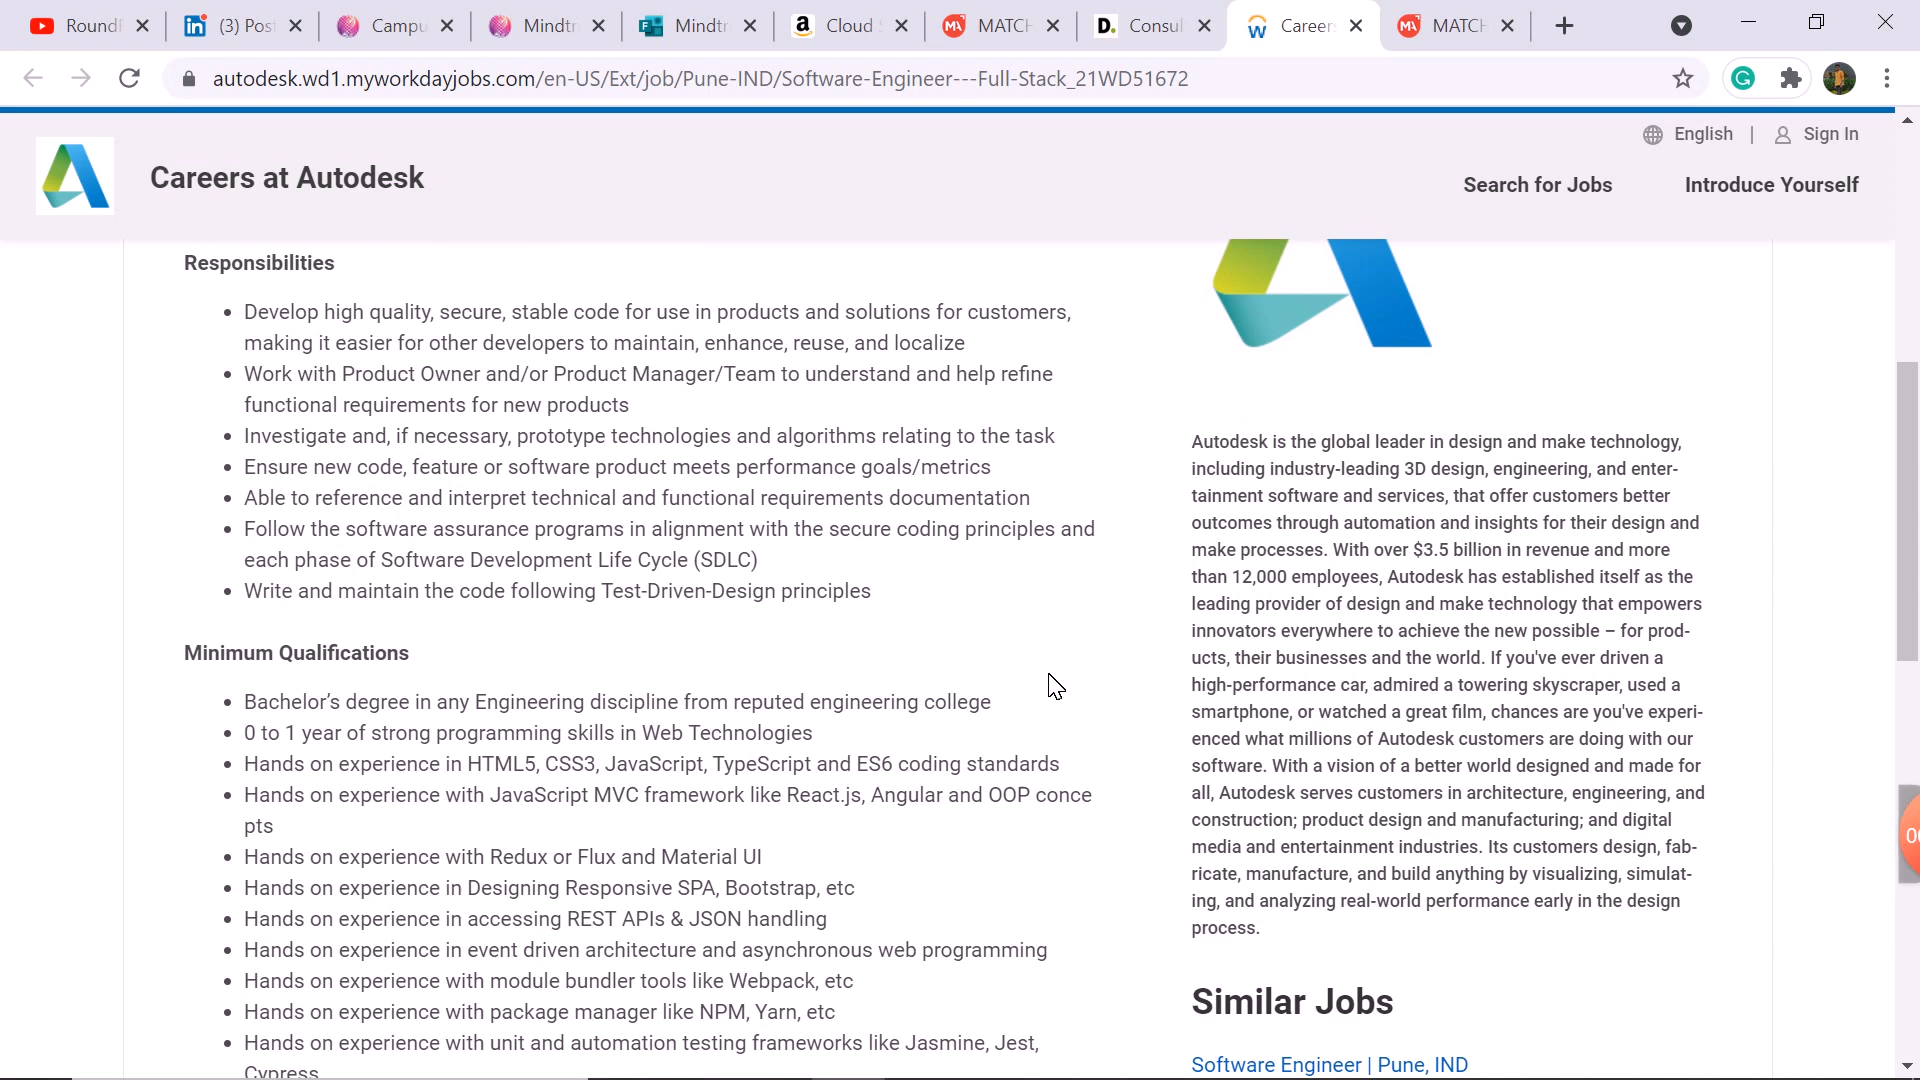 Round
(3) Pos
Camp
Mindt
Mindtr
Cloud
MATCH
Consul
Career
MATCH
autodesk.wd1.myworkdayjobs.com/en-US/Ext/job/Pune-IND/Software-Engineer---Full-Stack_21WD51672
English | Sign In
Careers at Autodesk
Search for Jobs
Introduce Yourself
Responsibilities
• Develop high quality, secure, stable code for use in products and solutions for customers,
making it easier for other developers to maintain, enhance, reuse, and localize
• Work with Product Owner and/or Product Manager/Team to understand and help refine
functional requirements for new products
• Investigate and, if necessary, prototype technologies and algorithms relating to the task
• Ensure new code, feature or software product meets performance goals/metrics
• Able to reference and interpret technical and functional requirements documentation
• Follow the software assurance programs in alignment with the secure coding principles and
each phase of Software Development Life Cycle (SDLC)
• Write and maintain the code following Test-Driven-Design principles
Minimum Qualifications
• Bachelor’s degree in any Engineering discipline from reputed engineering college
• 0 to 1 year of strong programming skills in Web Technologies
• Hands on experience in HTML5, CSS3, JavaScript, TypeScript and ES6 coding standards
• Hands on experience with JavaScript MVC framework like React.js, Angular and OOP conce
pts
• Hands on experience with Redux or Flux and Material UI
• Hands on experience in Designing Responsive SPA, Bootstrap, etc
• Hands on experience in accessing REST APIs & JSON handling
• Hands on experience in event driven architecture and asynchronous web programming
• Hands on experience with module bundler tools like Webpack, etc
• Hands on experience with package manager like NPM, Yarn, etc
• Hands on experience with unit and automation testing frameworks like Jasmine, Jest,
Cypress
Autodesk is the global leader in design and make technology,
including industry-leading 3D design, engineering, and enter-
tainment software and services, that offer customers better
outcomes through automation and insights for their design and
make processes. With over $3.5 billion in revenue and more
than 12,000 employees, Autodesk has established itself as the
leading provider of design and make technology that empowers
innovators everywhere to achieve the new possible – for prod-
ucts, their businesses and the world. If you've ever driven a
high-performance car, admired a towering skyscraper, used a
smartphone, or watched a great film, chances are you've experi-
enced what millions of Autodesk customers are doing with our
software. With a vision of a better world designed and made for
all, Autodesk serves customers in architecture, engineering, and
construction; product design and manufacturing; and digital
media and entertainment industries. Its customers design, fab-
ricate, manufacture, and build anything by visualizing, simulat-
ing, and analyzing real-world performance early in the design
process.
Similar Jobs
Software Engineer | Pune, IND